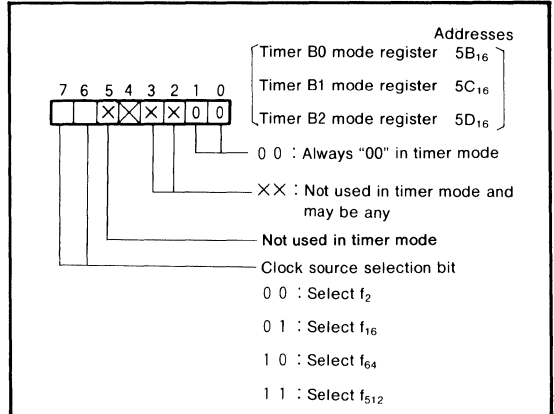 Addresses
Timer B0 mode register 5B₁₆
Timer B1 mode register 5C₁₆
Timer B2 mode register 5D₁₆
7 6 5 4 3 2 1 0
× × × × 0 0
0 0 : Always “00” in timer mode
×× : Not used in timer mode and
may be any
Not used in timer mode
Clock source selection bit
0 0 : Select f₂
0 1 : Select f₁₆
1 0 : Select f₆₄
1 1 : Select f₅₁₂